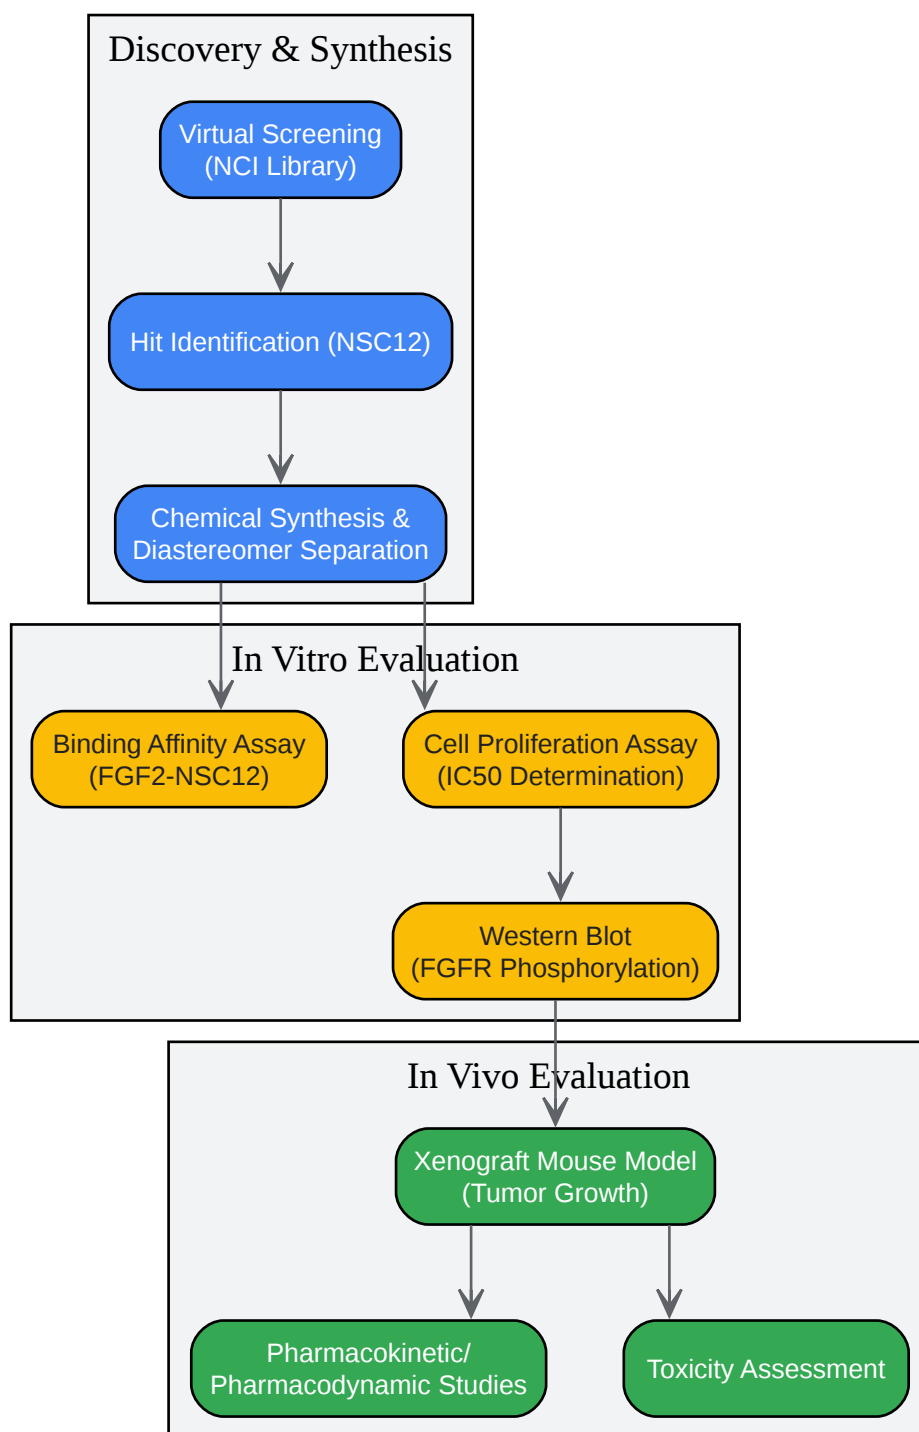 Discovery & Synthesis
Virtual Screening
(NCI Library)
Hit Identification (NSC12)
Chemical Synthesis &
Diastereomer Separation
In Vitro Evaluation
Binding Affinity Assay
(FGF2-NSC12)
Cell Proliferation Assay
(IC50 Determination)
Western Blot
(FGFR Phosphorylation)
In Vivo Evaluation
Xenograft Mouse Model
(Tumor Growth)
Pharmacokinetic/
Pharmacodynamic Studies
Toxicity Assessment